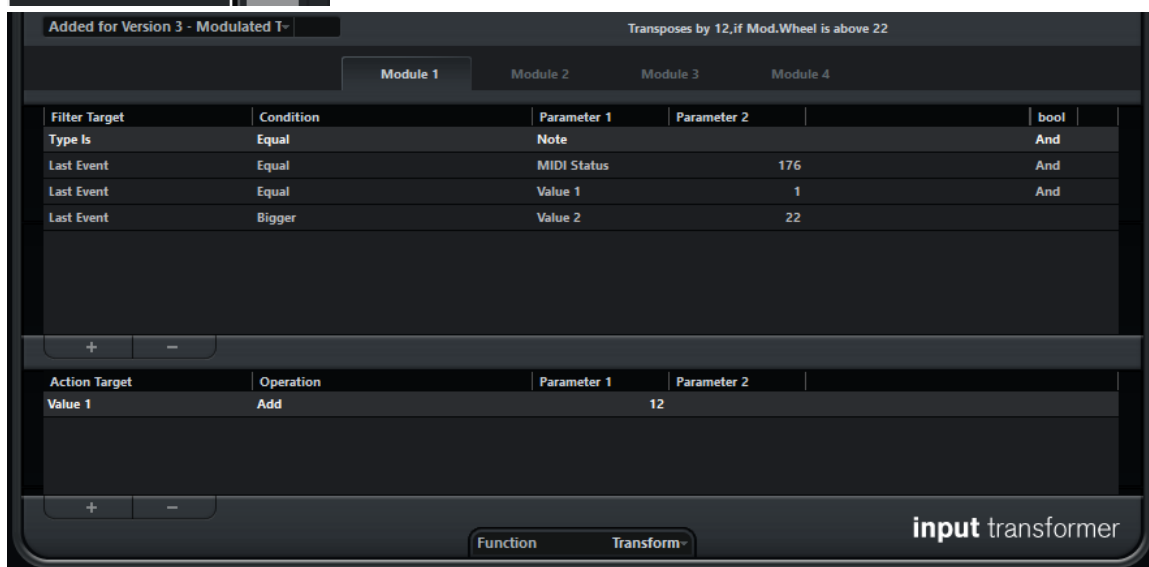 Added for Version 3 - Modulated T
Transposes by 12,if Mod.Wheel is above 22
Module 1 Module 2 Module 3 Module 4
Filter Target Condition Parameter 1 Parameter 2 bool
Type Is Equal Note And
Last Event Equal MIDI Status 176 And
Last Event Equal Value 1 1 And
Last Event Bigger Value 2 22
+ −
Action Target Operation Parameter 1 Parameter 2
Value 1 Add 12
+ −
Function Transform
input transformer